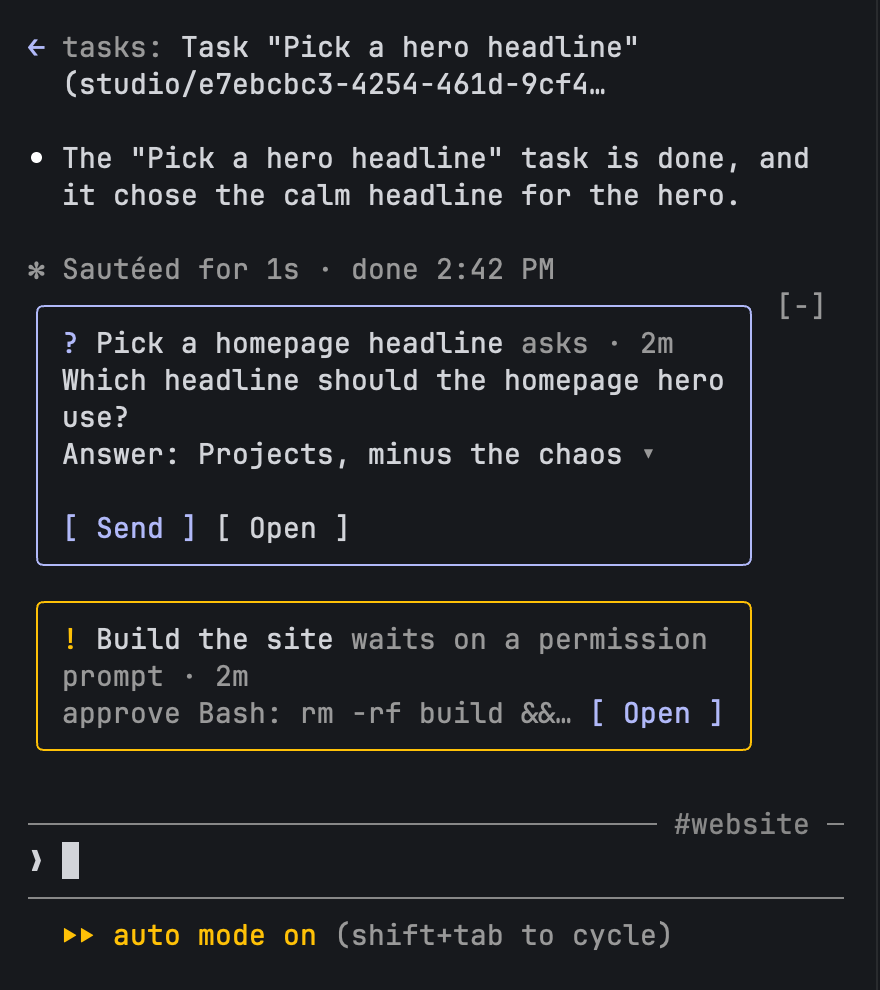 ← tasks: Task "Pick a hero headline"
(studio/e7ebcbc3-4254-461d-9cf4…
● The "Pick a hero headline" task is done, and
it chose the calm headline for the hero.
✻ Sautéed for 1s · done 2:42 PM
[-]
? Pick a homepage headline asks · 2m
Which headline should the homepage hero
use?
Answer: Projects, minus the chaos ▾
[ Send ] [ Open ]
! Build the site waits on a permission
prompt · 2m
approve Bash: rm -rf build &&… [ Open ]
#website
❯
⏵⏵ auto mode on (shift+tab to cycle)